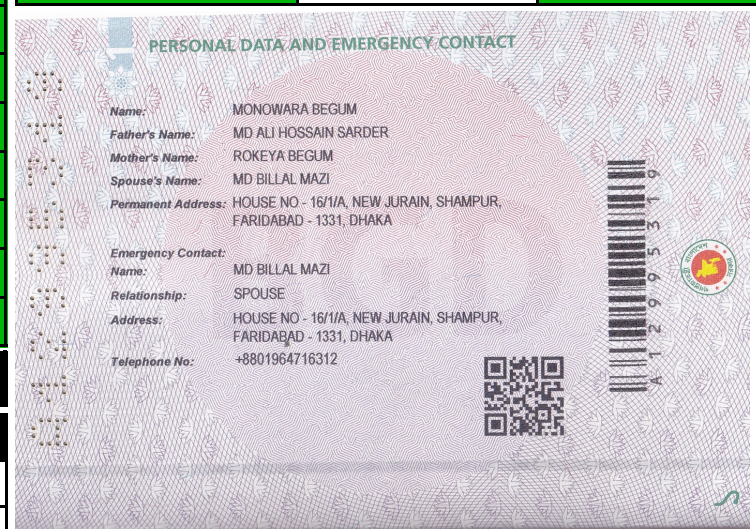 PERSONAL DATA AND EMERGENCY CONTACT
Name: MONOWARA BEGUM
Father's Name: MD ALI HOSSAIN SARDER
Mother's Name: ROKEYA BEGUM
Spouse's Name: MD BILLAL MAZI
Permanent Address: HOUSE NO - 16/1/A, NEW JURAIN, SHAMPUR,
FARIDABAD - 1331, DHAKA
Emergency Contact:
Name: MD BILLAL MAZI
Relationship: SPOUSE
Address: HOUSE NO - 16/1/A, NEW JURAIN, SHAMPUR,
FARIDABAD - 1331, DHAKA
Telephone No: +8801964716312
A12995319